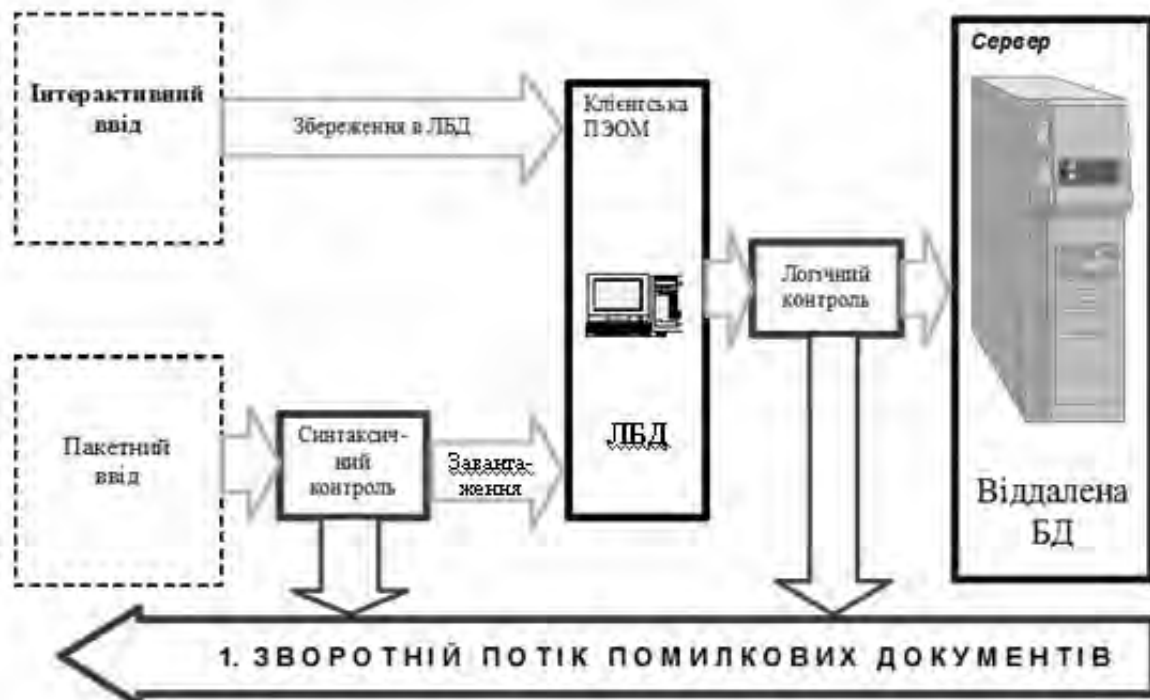 Інтерактивний
ввід
Збереження в ЛБД
Клієнтська
ПЭОМ
ЛБД
Логічний
контроль
Сервер
Віддалена
БД
Пакетний
ввід
Синтаксич-
ний
контроль
Заванта-
ження
1. ЗВОРОТНІЙ ПОТІК ПОМИЛКОВИХ ДОКУМЕНТІВ